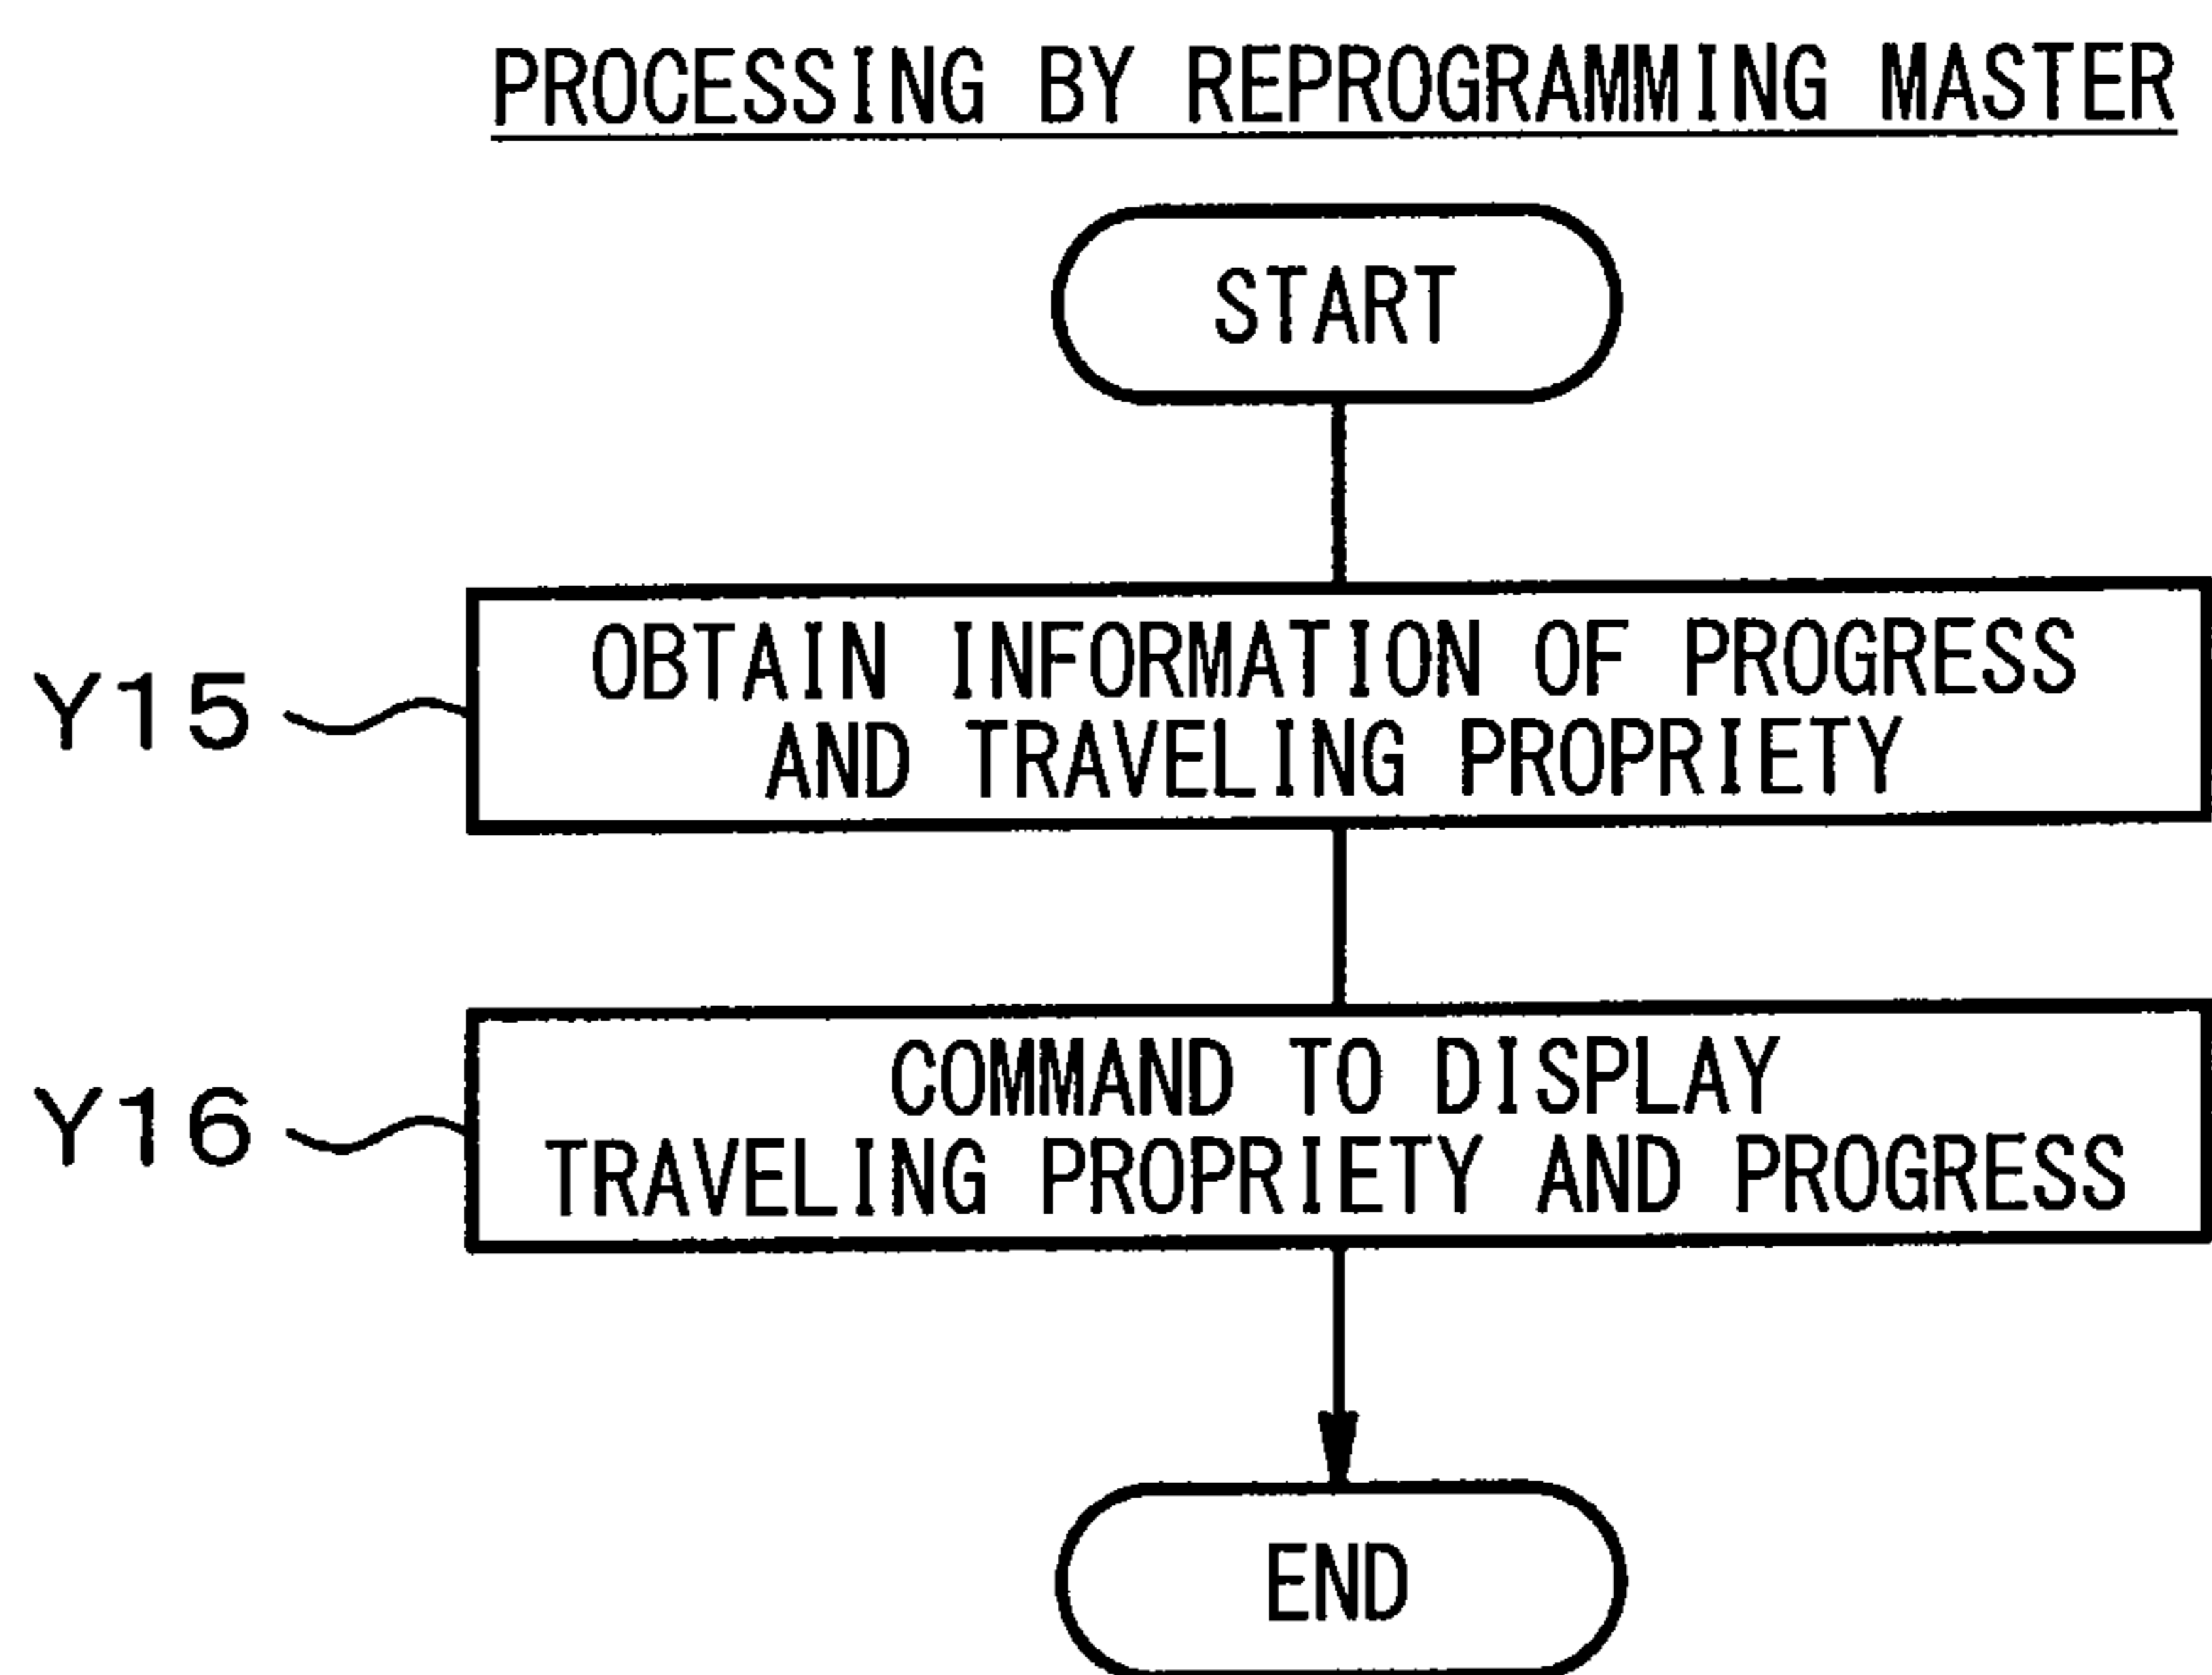 PROCESSING BY REPROGRAMMING MASTER
START
Y15
OBTAIN INFORMATION OF PROGRESS
AND TRAVELING PROPRIETY
Y16
COMMAND TO DISPLAY
TRAVELING PROPRIETY AND PROGRESS
END